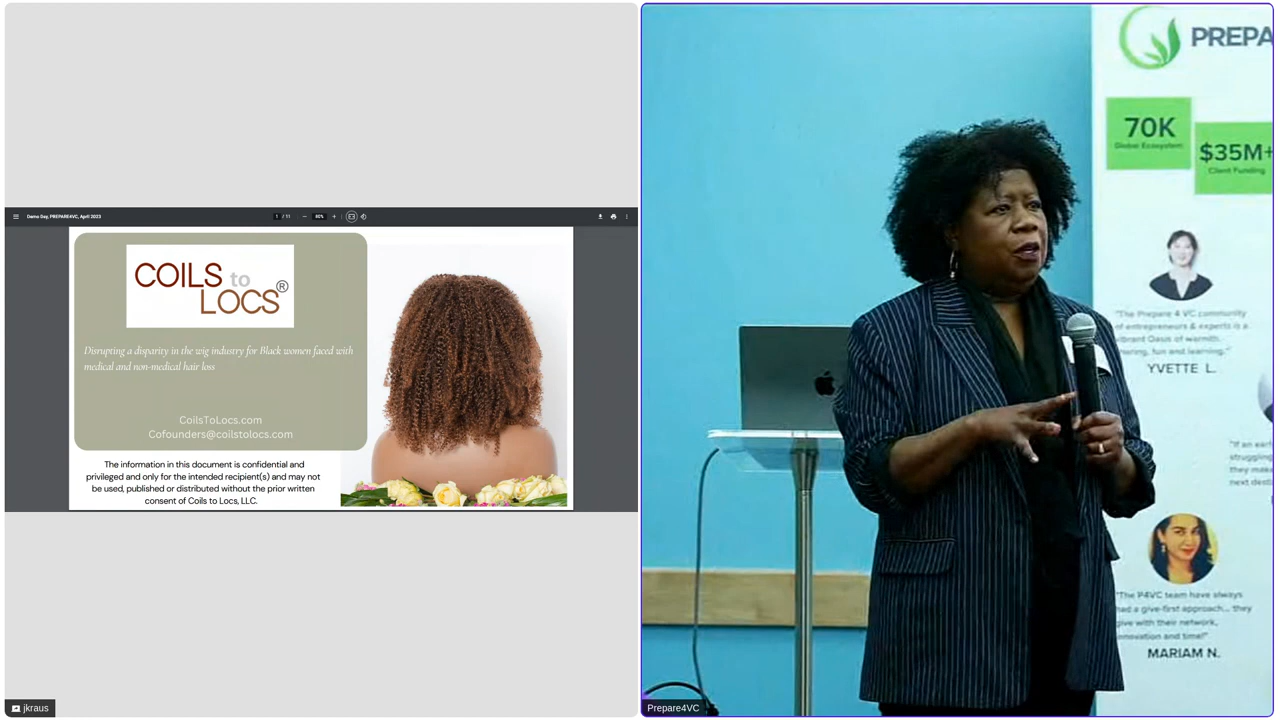 Demo Day, PREPARE4VC, April 2023
1 / 11
80%
COILS to
LOCS®
Disrupting a disparity in the wig industry for Black women faced with
medical and non-medical hair loss
CoilsToLocs.com
Cofounders@coilstolocs.com
The information in this document is confidential and
privileged and only for the intended recipient(s) and may not
be used, published or distributed without the prior written
consent of Coils to Locs, LLC.
jkraus
PREPA
70K
Global Ecosystem
$35M+
Client Funding
"The Prepare 4 VC community
of entrepreneurs & experts is a
vibrant Oasis of warmth,
fun and learning."
YVETTE L.
"If an earl
struggling
they make
next desti
"The P4VC team have always
had a give-first approach... they
give with their network,
innovation and time!"
MARIAM N.
Prepare4VC